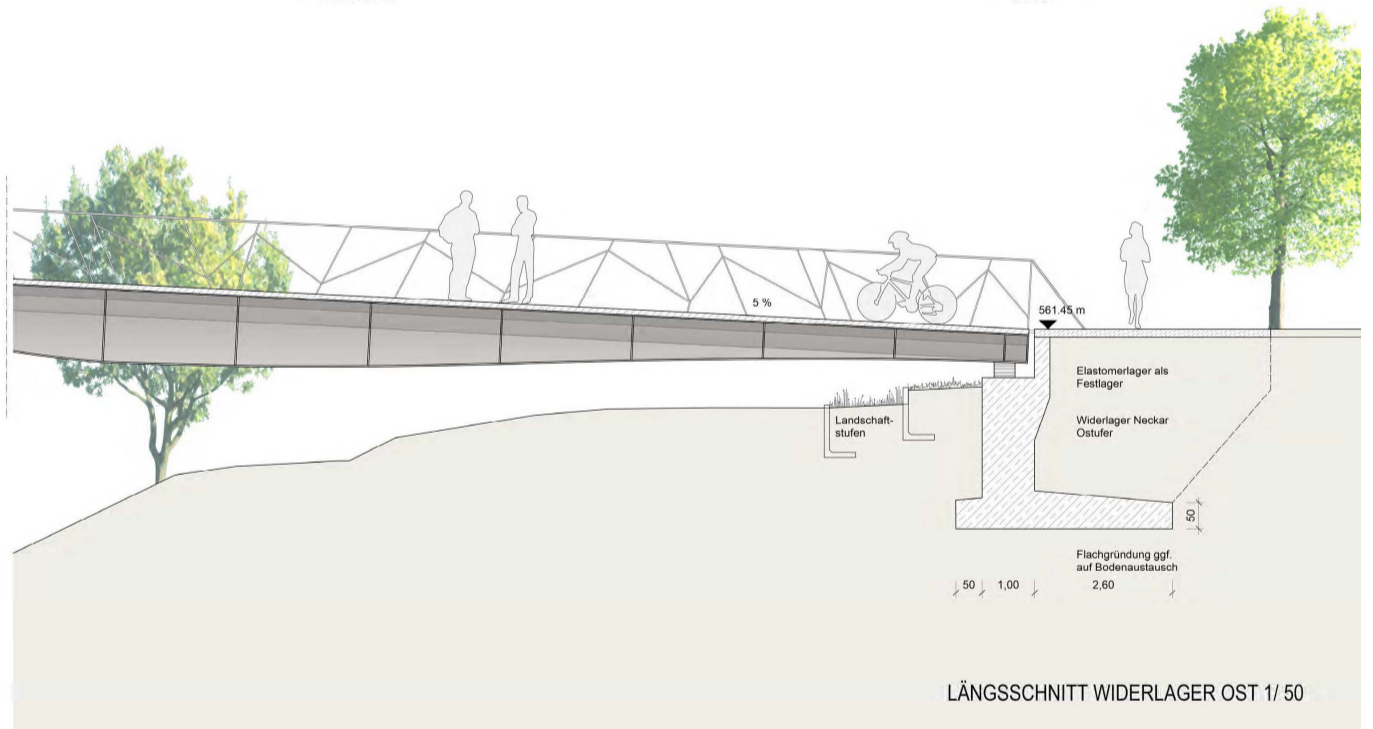 5 %
561.45 m
Elastomerlager als
Festlager
Landschaft-
stufen
Widerlager Neckar
Ostufer
50
Flachgründung ggf.
auf Bodenaustausch
50 1,00 2,60
LÄNGSSCHNITT WIDERLAGER OST 1/ 50